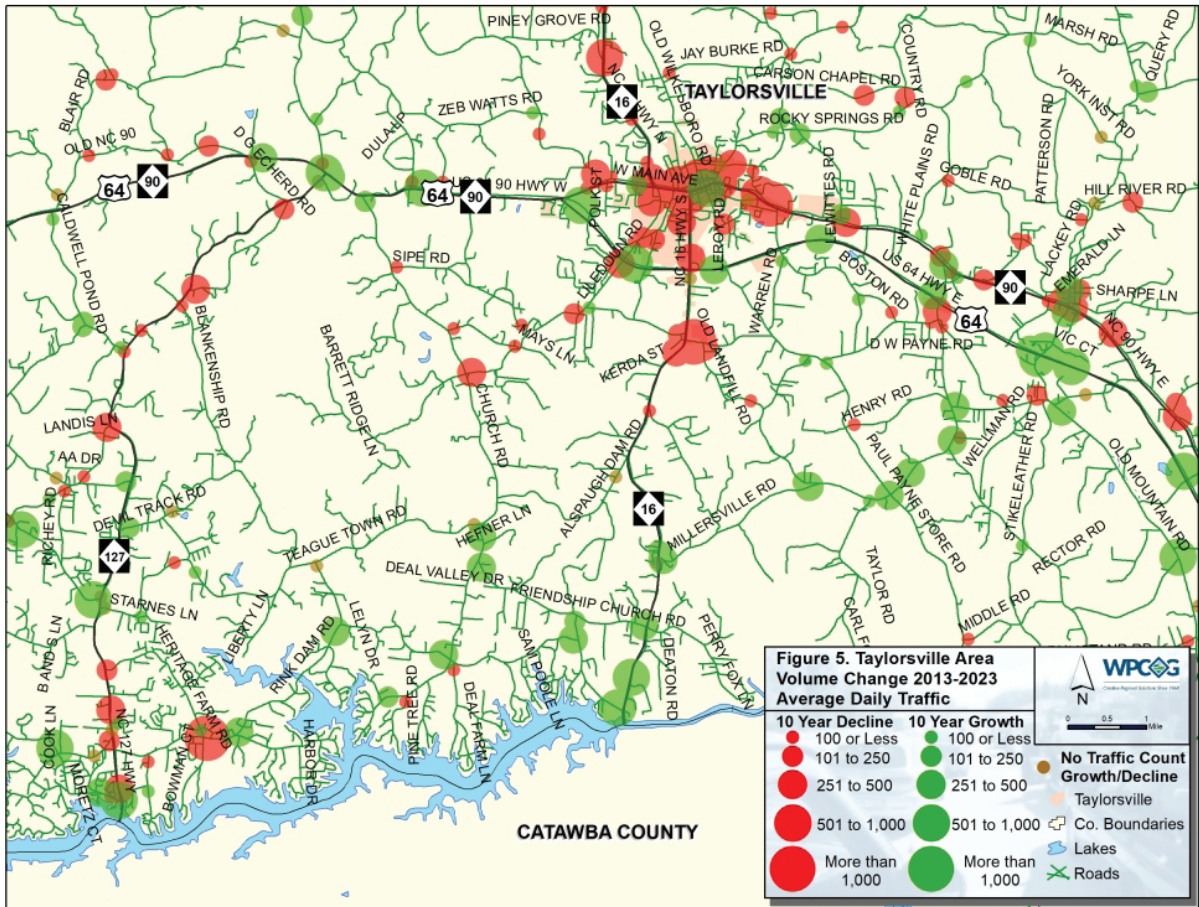 PINEY GROVE RD
OLD WILKESBORO RD
JAY BURKE RD
MARSH RD
QUERY RD
COUNTRY RD
CARSON CHAPEL RD
YORK INST RD
BLAIR RD
NC 16 HWY N
16
TAYLORSVILLE
ZEB WATTS RD
ROCKY SPRINGS RD
DULA LP
OLD NC 90
D G ECHERD RD
PATTERSON RD
WHITE PLAINS RD
GOBLE RD
HILL RIVER RD
64
90
64
90 HWY W
90
W MAIN AVE
POLK ST
LEWITTES RD
LACKEY RD
EMERALD LN
CALDWELL POND RD
NC 16 HWY S
LEROY RD
LILEDOUN RD
SIPE RD
WARREN RD
BOSTON RD
US 64 HWY E
90
SHARPE LN
64
NC 90 HWY E
BLANKENSHIP RD
BARRETT RIDGE LN
MAYS LN
KERDA ST
OLD LANDFILL RD
D W PAYNE RD
VIC CT
CHURCH RD
LANDIS LN
HENRY RD
WELLMAN RD
AA DR
ALSPAUGH DAM RD
PAUL PAYNE STORE RD
STIKELEATHER RD
OLD MOUNTAIN RD
RICHEY RD
DEVIL TRACK RD
TEAGUE TOWN RD
HEFNER LN
16
MILLERSVILLE RD
127
RECTOR RD
DEAL VALLEY DR
FRIENDSHIP CHURCH RD
TAYLOR RD
STARNES LN
LIBERTY LN
MIDDLE RD
LELYN DR
HERITAGE FARM RD
RINK DAM RD
SAM POOLE LN
PERRY FOX LN
B AND S LN
DEATON RD
COOK LN
NC 127 HWY
PINE TREE RD
DEAL FARM LN
HARBOR DR
BOWMAN CT
MORETZ CT
CATAWBA COUNTY
Figure 5. Taylorsville Area
Volume Change 2013-2023
Average Daily Traffic
WPCOG
N
0 0.5 1
Mile
10 Year Decline 10 Year Growth
100 or Less 100 or Less
101 to 250 101 to 250
251 to 500 251 to 500
501 to 1,000 501 to 1,000
More than More than
1,000 1,000
No Traffic Count
Growth/Decline
Taylorsville
Co. Boundaries
Lakes
Roads